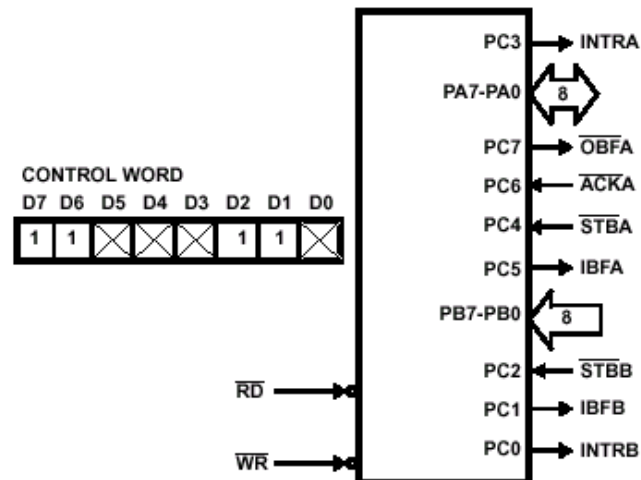 PC3 INTRA
PA7-PA0 8
PC7 OBFA
CONTROL WORD
D7 D6 D5 D4 D3 D2 D1 D0
1 1 1 1
PC6 ACKA
PC4 STBA
PC5 IBFA
PB7-PB0 8
PC2 STBB
RD
PC1 IBFB
PC0 INTRB
WR